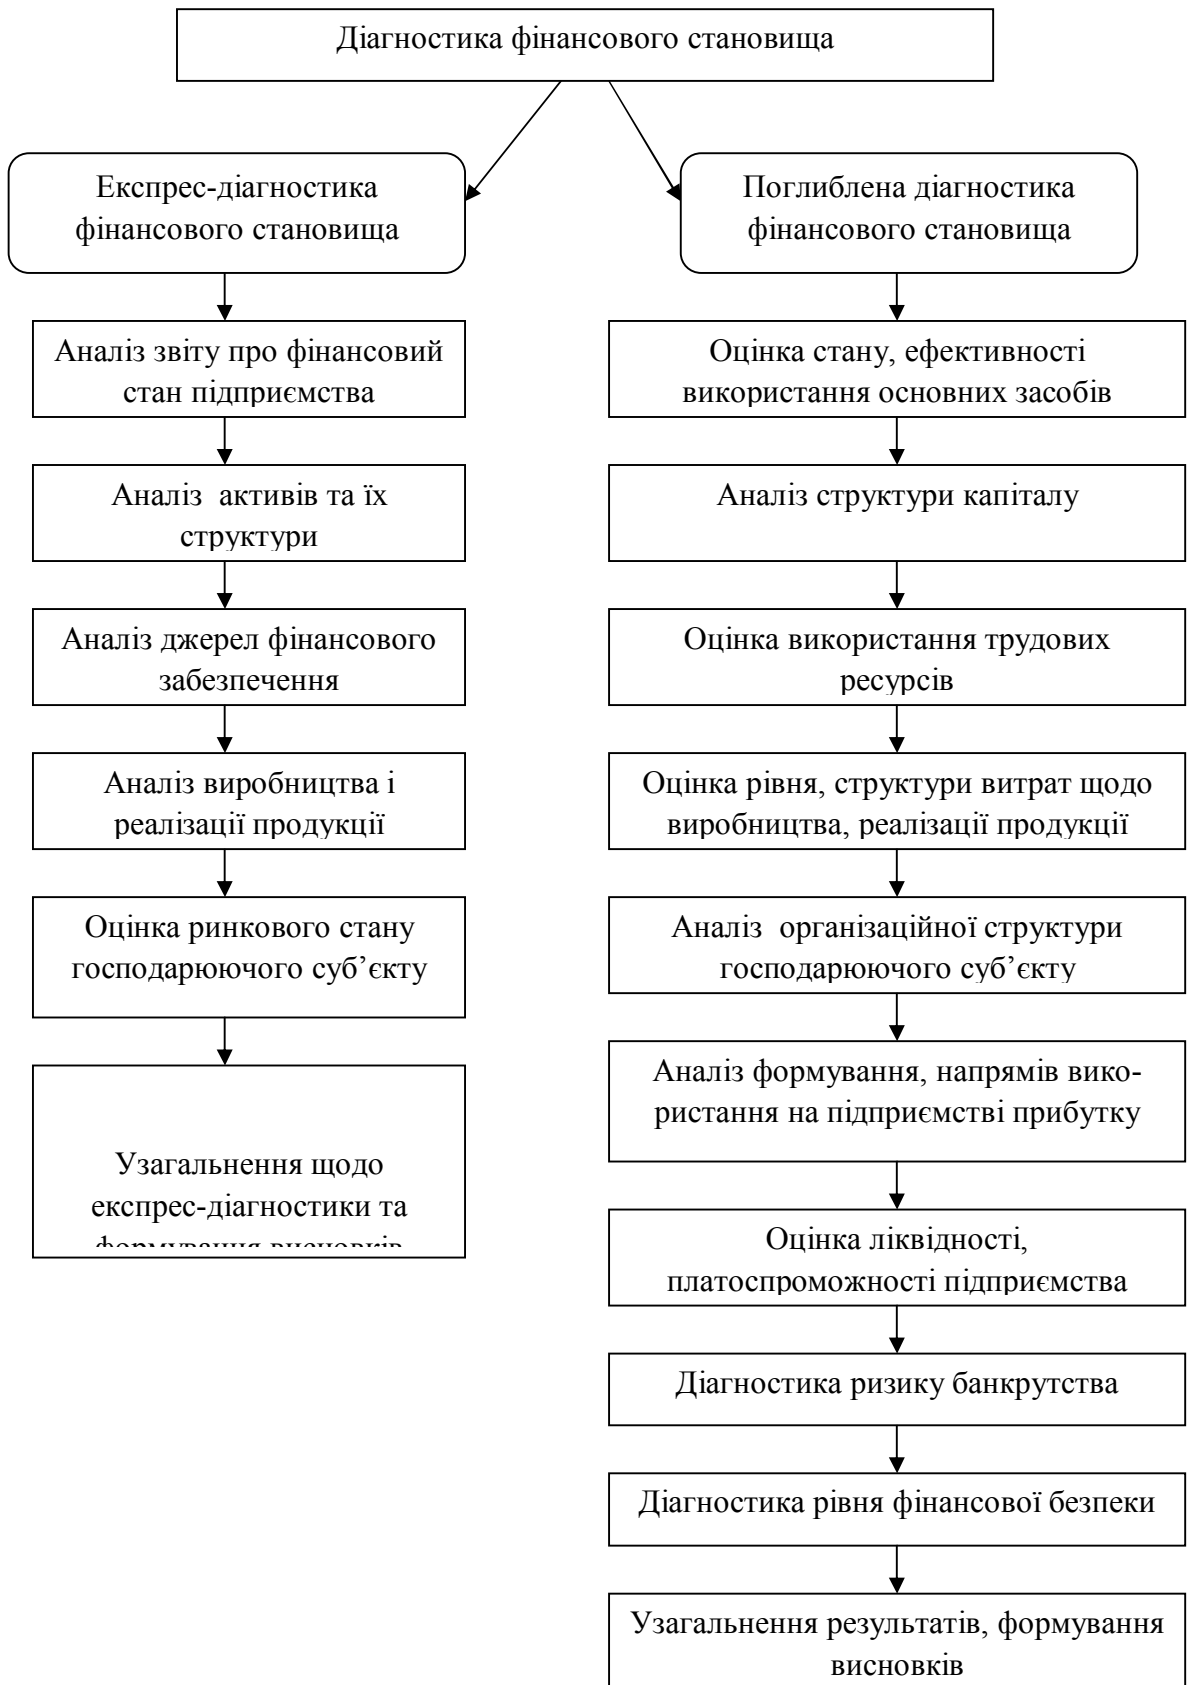 Діагностика фінансового становища
Експрес-діагностика
фінансового становища
Аналіз звіту про фінансовий
стан підприємства
Аналіз  активів та їх
структури
Аналіз джерел фінансового
забезпечення
Аналіз виробництва і
реалізації продукції
Оцінка ринкового стану
господарюючого суб’єкту
Узагальнення щодо
експрес-діагностики та
формування висновків
Поглиблена діагностика
фінансового становища
Оцінка стану, ефективності
використання основних засобів
Аналіз структури капіталу
Оцінка використання трудових
ресурсів
Оцінка рівня, структури витрат щодо
виробництва, реалізації продукції
Аналіз  організаційної структури
господарюючого суб’єкту
Аналіз формування, напрямів вико-
ристання на підприємстві прибутку
Оцінка ліквідності,
платоспроможності підприємства
Діагностика ризику банкрутства
Діагностика рівня фінансової безпеки
Узагальнення результатів, формування
висновків